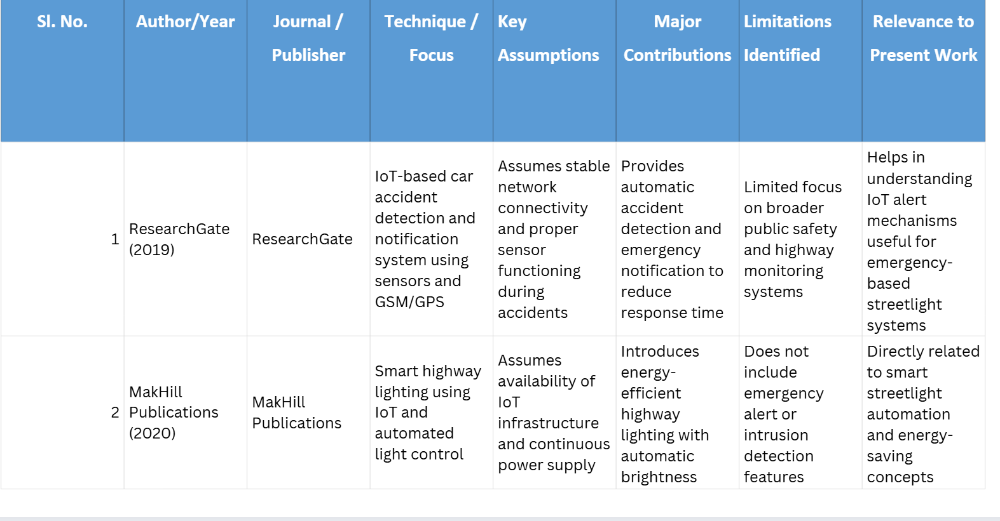 Sl. No.
Author/Year
Journal /
Publisher
Technique /
Focus
Key
Assumptions
Major
Contributions
Limitations
Identified
Relevance to
Present Work
1
ResearchGate
(2019)
ResearchGate
IoT-based car
accident
detection and
notification
system using
sensors and
GSM/GPS
Assumes stable
network
connectivity
and proper
sensor
functioning
during
accidents
Provides
automatic
accident
detection and
emergency
notification to
reduce
response time
Limited focus
on broader
public safety
and highway
monitoring
systems
Helps in
understanding
IoT alert
mechanisms
useful for
emergency-
based
streetlight
systems
2
MakHill
Publications
(2020)
MakHill
Publications
Smart highway
lighting using
IoT and
automated
light control
Assumes
availability of
IoT
infrastructure
and continuous
power supply
Introduces
energy-
efficient
highway
lighting with
automatic
brightness
Does not
include
emergency
alert or
intrusion
detection
features
Directly related
to smart
streetlight
automation
and energy-
saving
concepts